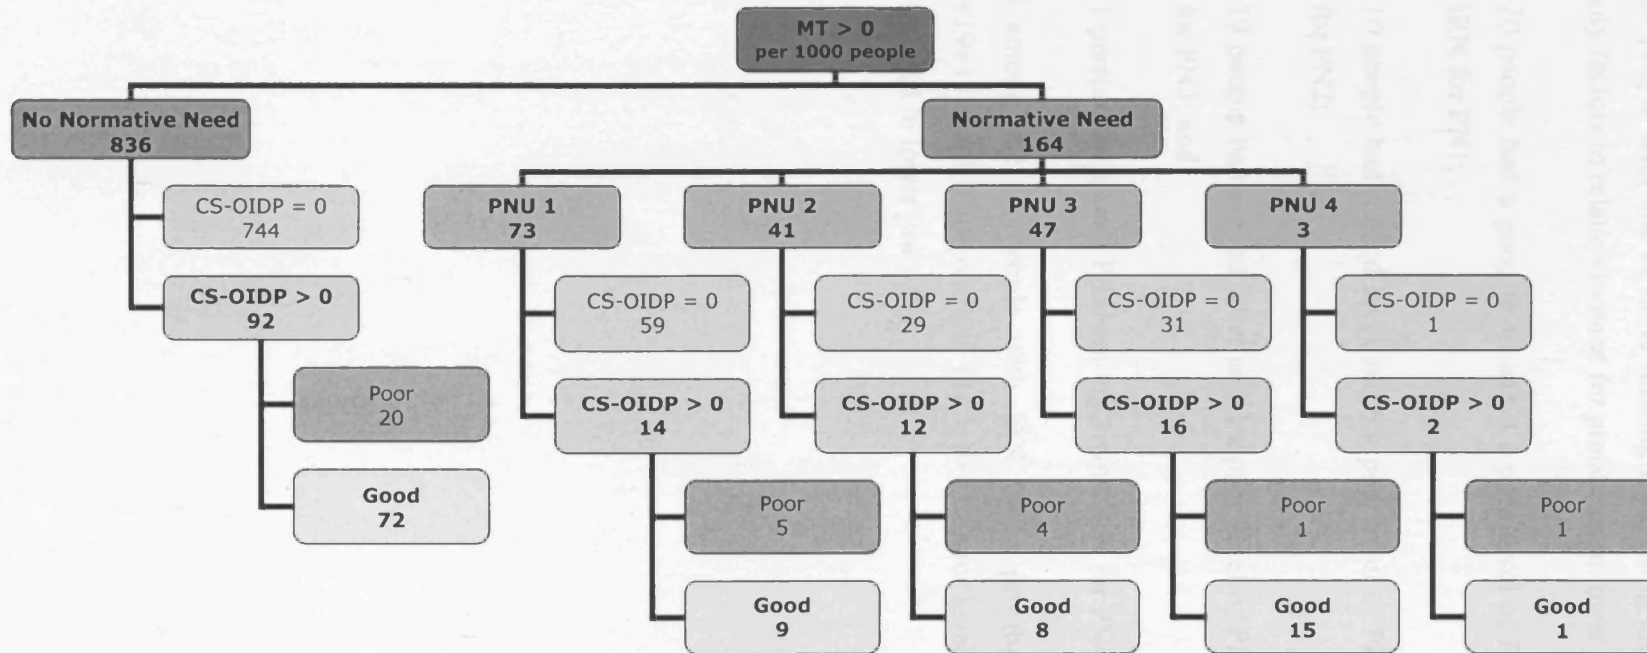 MT > 0
per 1000 people
No Normative Need
836
Normative Need
164
CS-OIDP = 0
744
CS-OIDP > 0
92
Poor
20
Good
72
PNU 1
73
CS-OIDP = 0
59
CS-OIDP > 0
14
Poor
5
Good
9
PNU 2
41
CS-OIDP = 0
29
CS-OIDP > 0
12
Poor
4
Good
8
PNU 3
47
CS-OIDP = 0
31
CS-OIDP > 0
16
Poor
1
Good
15
PNU 4
3
CS-OIDP = 0
1
CS-OIDP > 0
2
Poor
1
Good
1